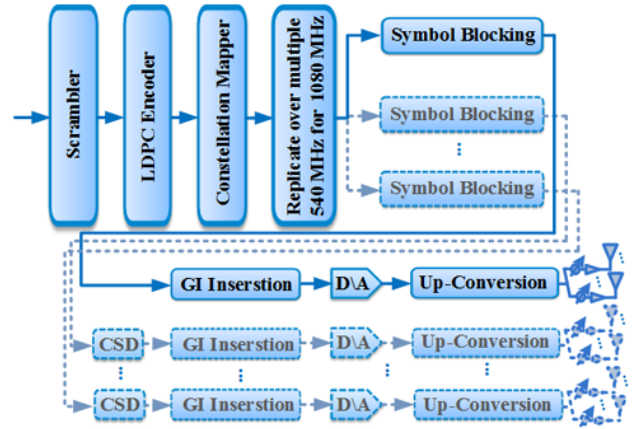 Scrambler
LDPC Encoder
Constellation Mapper
Replicate over multiple
540 MHz for 1080 MHz
Symbol Blocking
Symbol Blocking
Symbol Blocking
GI Inserstion
D\A
Up-Conversion
CSD
GI Inserstion
D\A
Up-Conversion
CSD
GI Inserstion
D\A
Up-Conversion